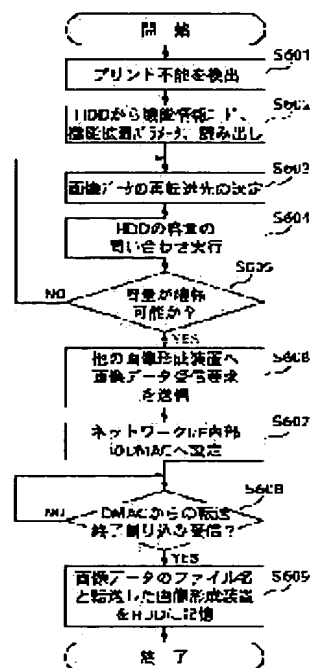 開始
S601
プリント不能を検出
S602
HDDから機能情報コード、
機能拡張パラメータ、読み出し
S603
画像データの再転送先の決定
S604
HDDの容量の
問い合わせ実行
S605
容量が確保
可能か?
NO
YES
S606
他の画像形成装置へ
画像データ受信要求
を送信
S607
ネットワークI/F内部
のDMACへ設定
S608
DMACからの転送
終了割り込み受信?
NO
YES
S609
画像データのファイル名
と転送した画像形成装置
をHDDに記憶
終了